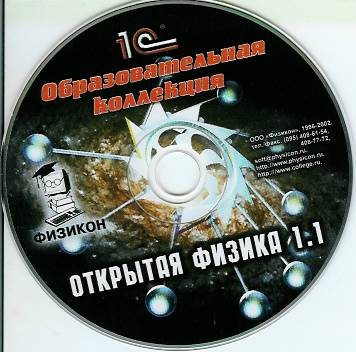 1С®
Образовательная
коллекция
ООО «Физикон», 1996-2002.
тел./факс. (095) 408-61-54,
408-77-72,
soft@physicon.ru,
http://www.physicon.ru,
http://www.college.ru.
ФИЗИКОН
ОТКРЫТАЯ ФИЗИКА 1.1